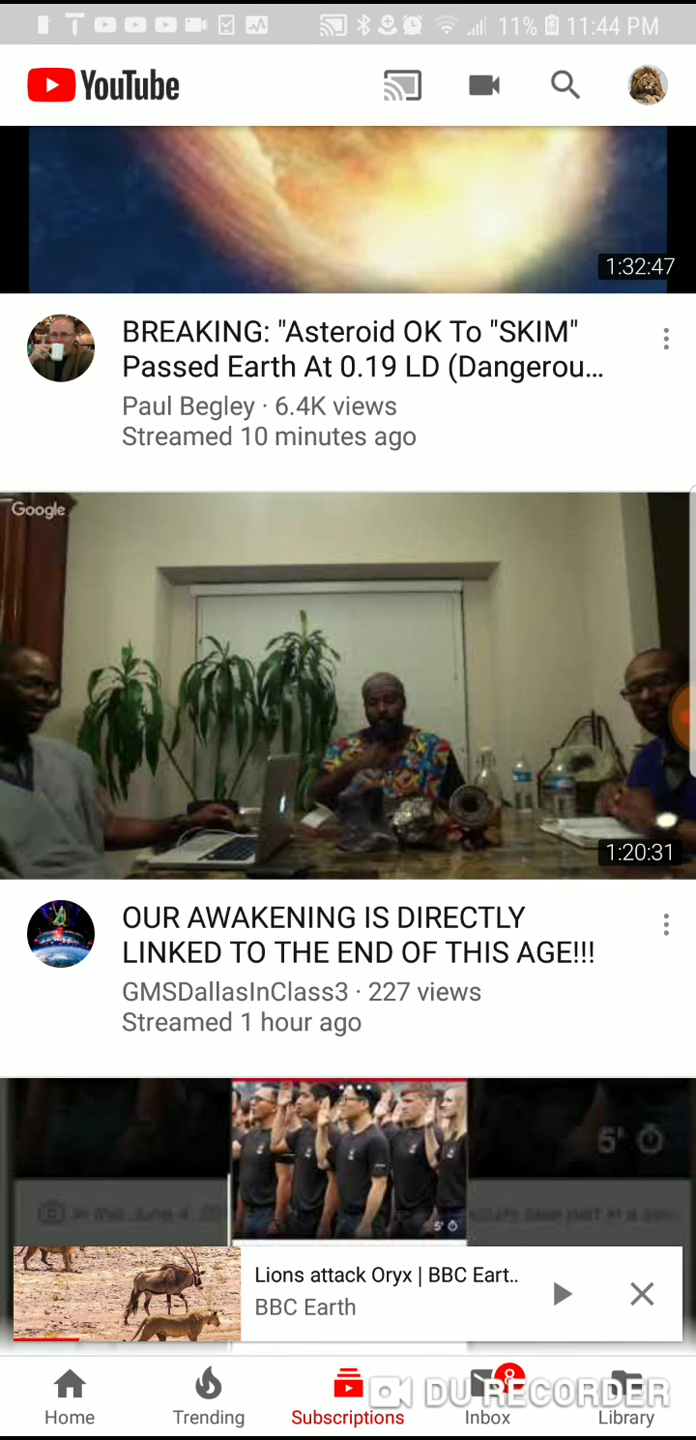 11% 11:44 PM
YouTube
1:32:47
BREAKING: "Asteroid OK To "SKIM"
Passed Earth At 0.19 LD (Dangerou...
Paul Begley · 6.4K views
Streamed 10 minutes ago
Google
1:20:31
OUR AWAKENING IS DIRECTLY
LINKED TO THE END OF THIS AGE!!!
GMSDallasInClass3 · 227 views
Streamed 1 hour ago
5'
5'
Lions attack Oryx | BBC Eart..
BBC Earth
8
DU RECORDER
Home
Trending
Subscriptions
Inbox
Library